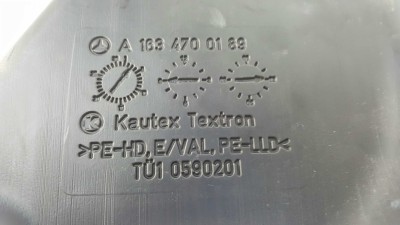 A 163 470 01 89
Kautex Textron
>PE-HD, E/VAL, PE-LLD<
TÜ1 0590201